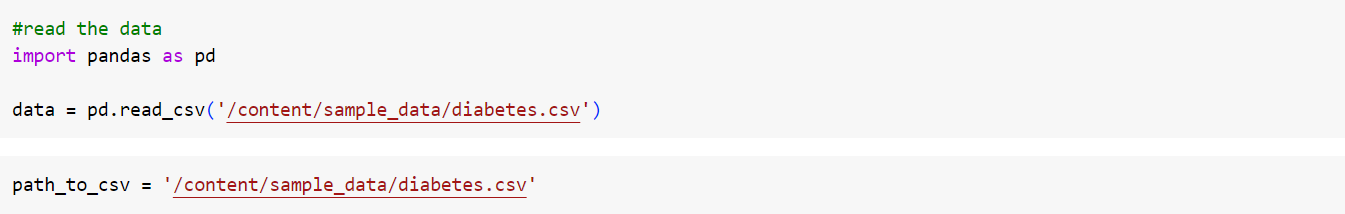 #read the data
import pandas as pd
data = pd.read_csv('/content/sample_data/diabetes.csv')
path_to_csv = '/content/sample_data/diabetes.csv'